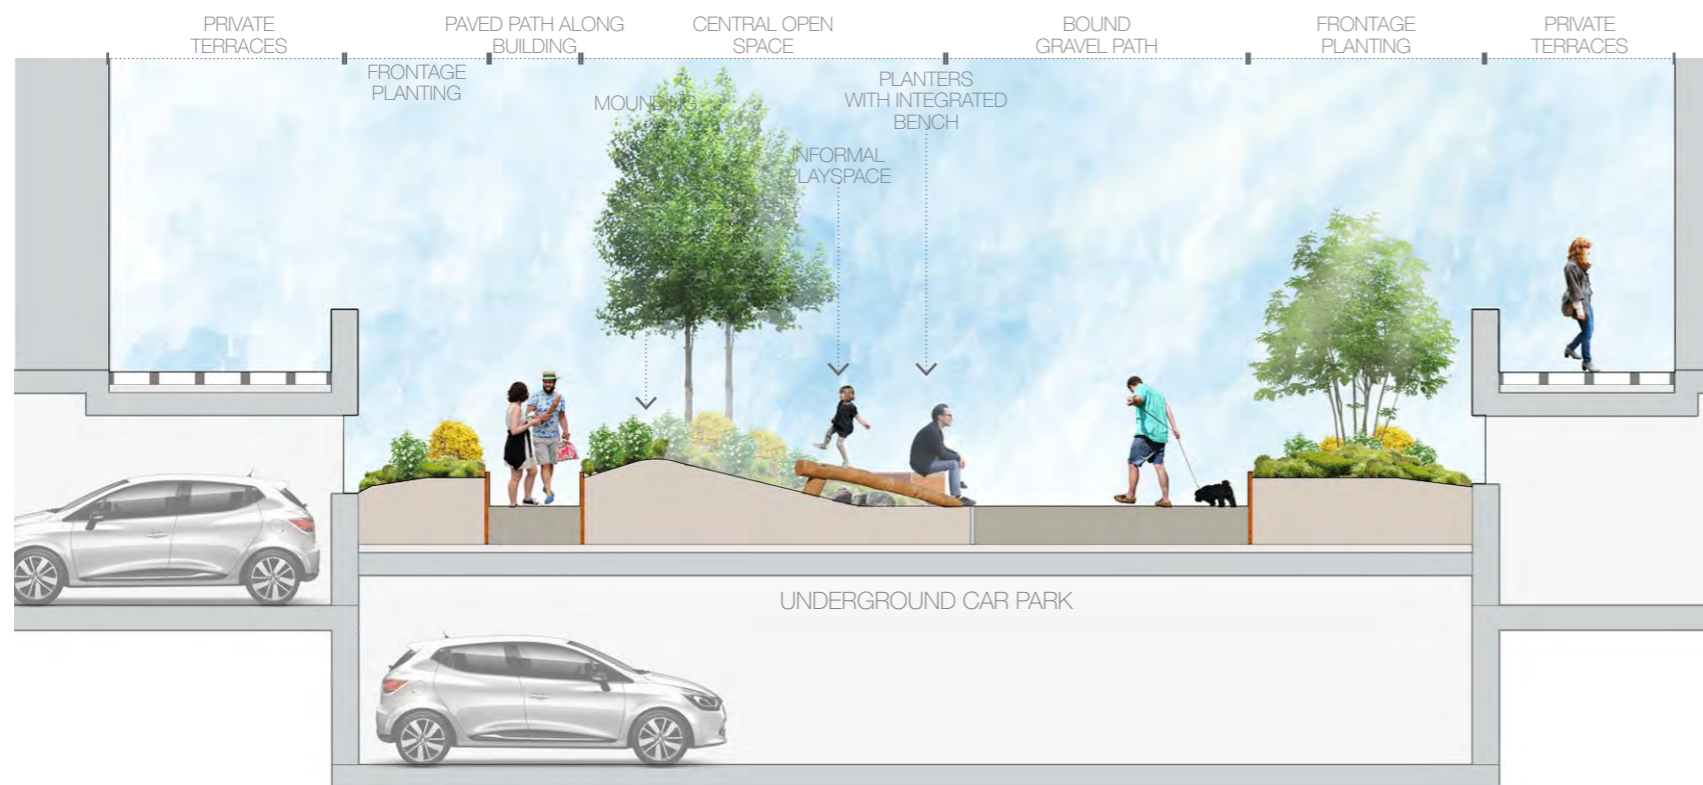 PRIVATE
TERRACES
PAVED PATH ALONG
BUILDING
CENTRAL OPEN
SPACE
BOUND
GRAVEL PATH
FRONTAGE
PLANTING
PRIVATE
TERRACES
FRONTAGE
PLANTING
MOUNDING
PLANTERS
WITH INTEGRATED
BENCH
INFORMAL
PLAYSPACE
UNDERGROUND CAR PARK